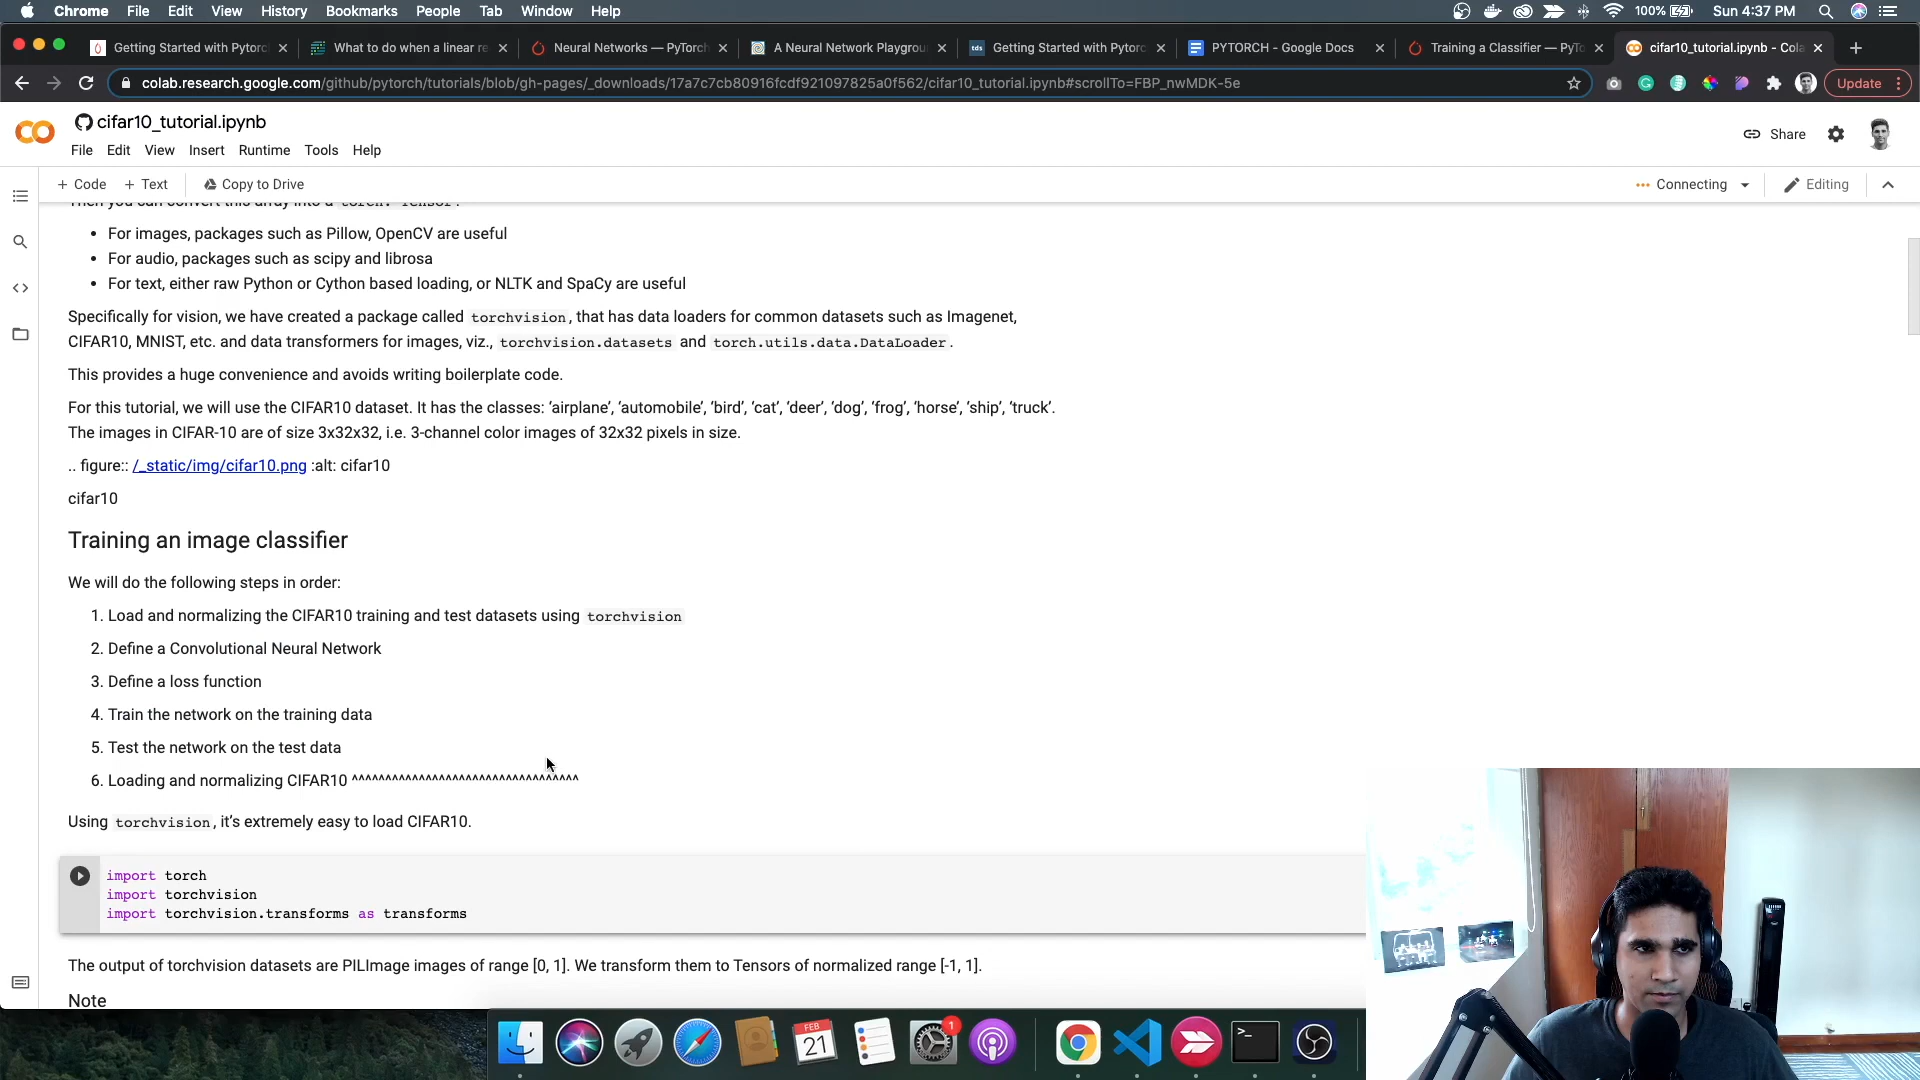 Chrome File Edit View History Bookmarks People Tab Window Help 100% Sun 4:37 PM
Getting Started with Pytorc What to do when a linear re Neural Networks — PyTorch A Neural Network Playgrou tds Getting Started with Pytorc PYTORCH - Google Docs Training a Classifier — PyTo cifar10_tutorial.ipynb - Cola
colab.research.google.com/github/pytorch/tutorials/blob/gh-pages/_downloads/17a7c7cb80916fcdf921097825a0f562/cifar10_tutorial.ipynb#scrollTo=FBP_nwMDK-5e Update
cifar10_tutorial.ipynb
Share
File Edit View Insert Runtime Tools Help
+ Code + Text Copy to Drive Connecting Editing
Then you can convert this array into a torch.*Tensor.
• For images, packages such as Pillow, OpenCV are useful
• For audio, packages such as scipy and librosa
• For text, either raw Python or Cython based loading, or NLTK and SpaCy are useful
Specifically for vision, we have created a package called torchvision, that has data loaders for common datasets such as Imagenet,
CIFAR10, MNIST, etc. and data transformers for images, viz., torchvision.datasets and torch.utils.data.DataLoader.
This provides a huge convenience and avoids writing boilerplate code.
For this tutorial, we will use the CIFAR10 dataset. It has the classes: ‘airplane’, ‘automobile’, ‘bird’, ‘cat’, ‘deer’, ‘dog’, ‘frog’, ‘horse’, ‘ship’, ‘truck’.
The images in CIFAR-10 are of size 3x32x32, i.e. 3-channel color images of 32x32 pixels in size.
.. figure:: /_static/img/cifar10.png :alt: cifar10
cifar10
Training an image classifier
We will do the following steps in order:
1. Load and normalizing the CIFAR10 training and test datasets using torchvision
2. Define a Convolutional Neural Network
3. Define a loss function
4. Train the network on the training data
5. Test the network on the test data
6. Loading and normalizing CIFAR10 ^^^^^^^^^^^^^^^^^^^^^^^^^^^^^^^^^^
Using torchvision, it’s extremely easy to load CIFAR10.
import torch
import torchvision
import torchvision.transforms as transforms
The output of torchvision datasets are PILImage images of range [0, 1]. We transform them to Tensors of normalized range [-1, 1].
Note
FEB
21
1